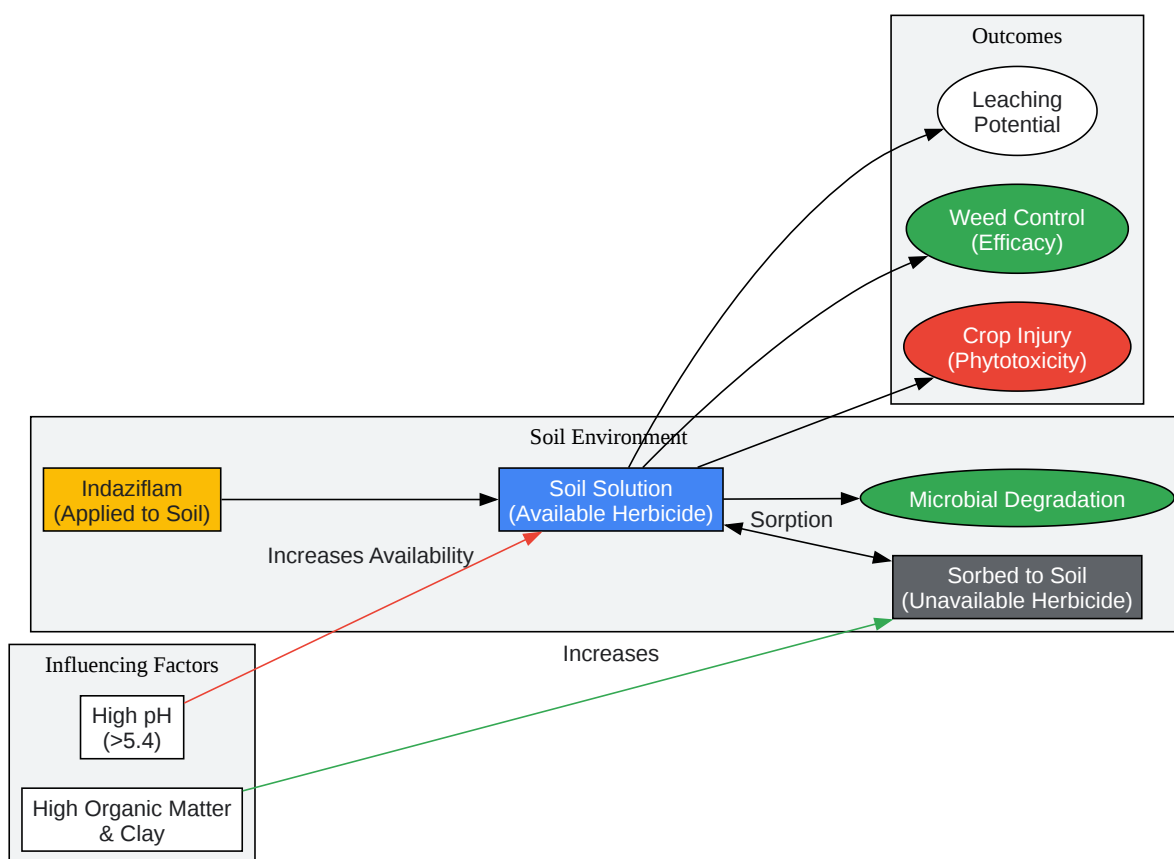 Outcomes
Leaching
Potential
Weed Control
(Efficacy)
Crop Injury
(Phytotoxicity)
Soil Environment
Indaziflam
(Applied to Soil)
Soil Solution
(Available Herbicide)
Microbial Degradation
Sorption
Increases Availability
Sorbed to Soil
(Unavailable Herbicide)
Increases
Influencing Factors
High pH
(>5.4)
High Organic Matter
& Clay